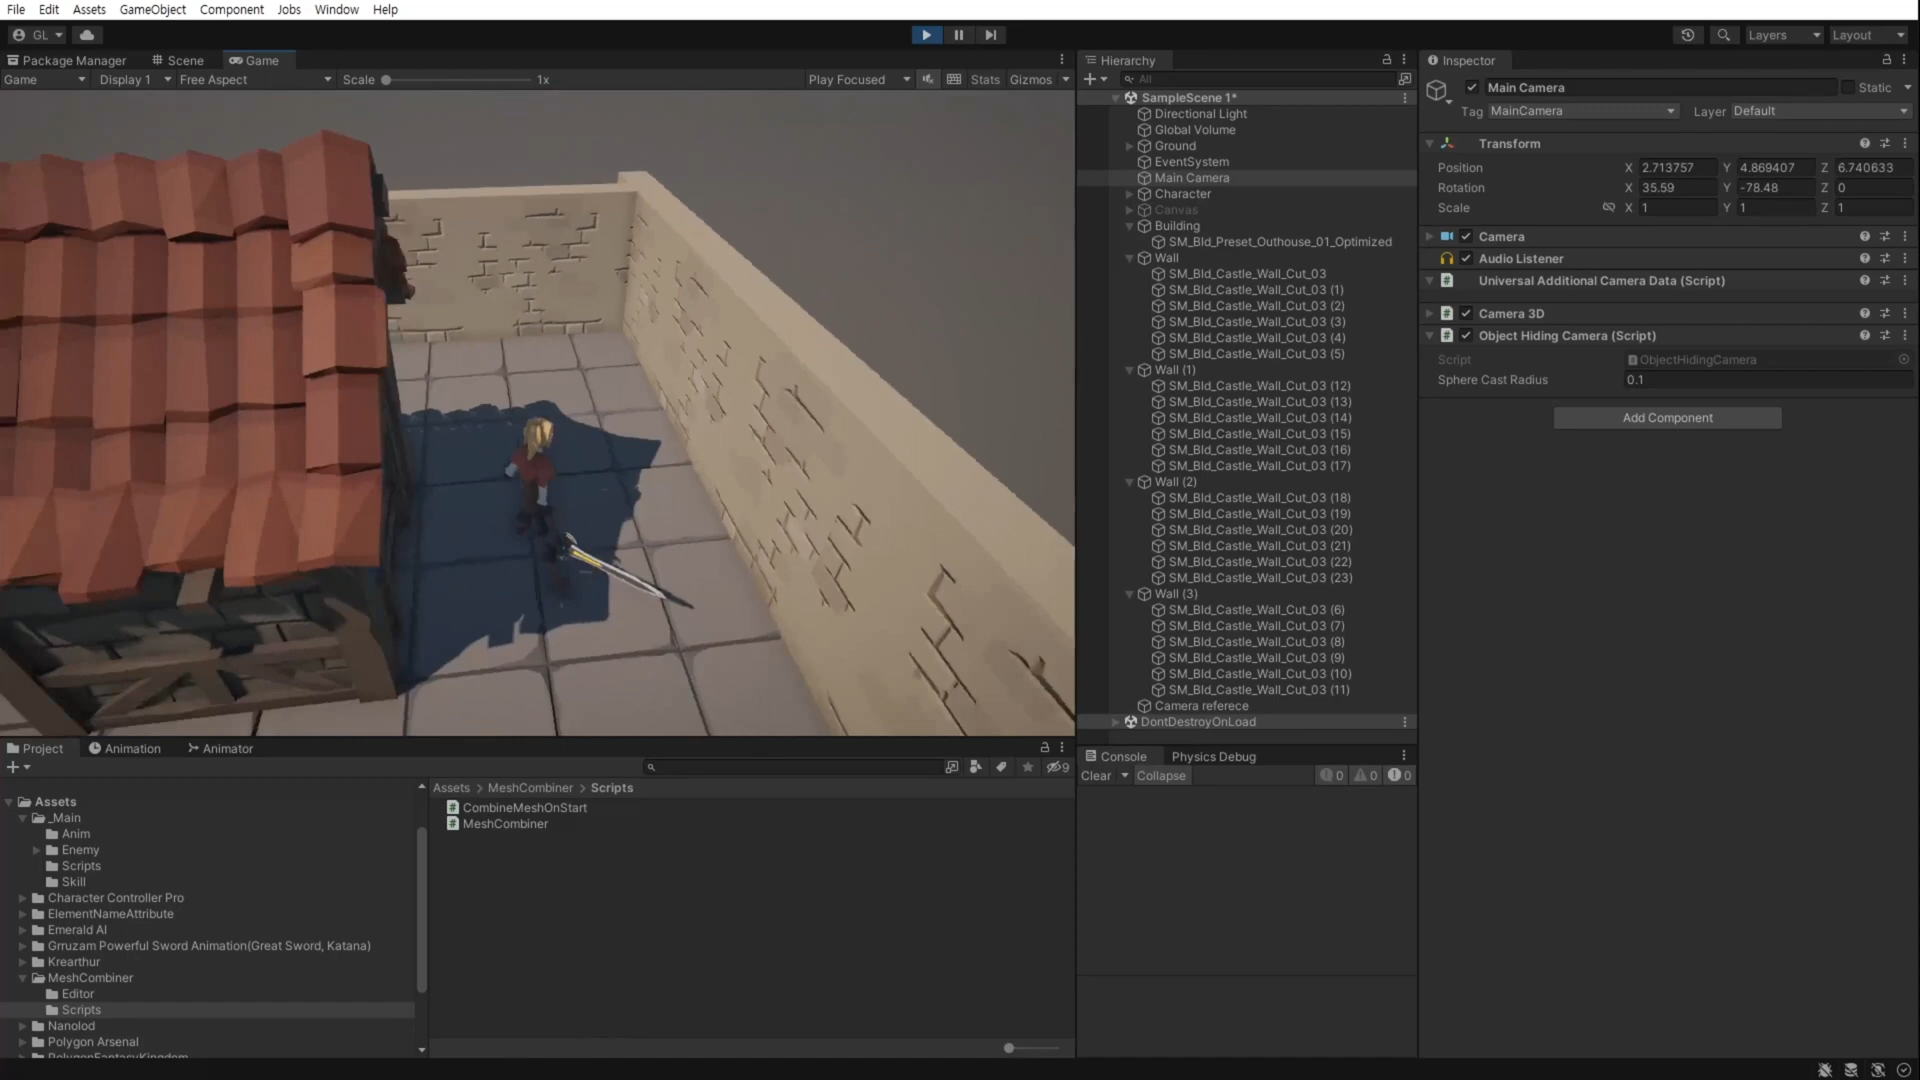 File Edit Assets GameObject Component Jobs Window Help
GL Layers Layout
Package Manager Scene Game
Game Display 1 Free Aspect Scale 1x Play Focused Stats Gizmos
Hierarchy
All
SampleScene 1*
Directional Light
Global Volume
Ground
EventSystem
Main Camera
Character
Canvas
Building
SM_Bld_Preset_Outhouse_01_Optimized
Wall
SM_Bld_Castle_Wall_Cut_03
SM_Bld_Castle_Wall_Cut_03 (1)
SM_Bld_Castle_Wall_Cut_03 (2)
SM_Bld_Castle_Wall_Cut_03 (3)
SM_Bld_Castle_Wall_Cut_03 (4)
SM_Bld_Castle_Wall_Cut_03 (5)
Wall (1)
SM_Bld_Castle_Wall_Cut_03 (12)
SM_Bld_Castle_Wall_Cut_03 (13)
SM_Bld_Castle_Wall_Cut_03 (14)
SM_Bld_Castle_Wall_Cut_03 (15)
SM_Bld_Castle_Wall_Cut_03 (16)
SM_Bld_Castle_Wall_Cut_03 (17)
Wall (2)
SM_Bld_Castle_Wall_Cut_03 (18)
SM_Bld_Castle_Wall_Cut_03 (19)
SM_Bld_Castle_Wall_Cut_03 (20)
SM_Bld_Castle_Wall_Cut_03 (21)
SM_Bld_Castle_Wall_Cut_03 (22)
SM_Bld_Castle_Wall_Cut_03 (23)
Wall (3)
SM_Bld_Castle_Wall_Cut_03 (6)
SM_Bld_Castle_Wall_Cut_03 (7)
SM_Bld_Castle_Wall_Cut_03 (8)
SM_Bld_Castle_Wall_Cut_03 (9)
SM_Bld_Castle_Wall_Cut_03 (10)
SM_Bld_Castle_Wall_Cut_03 (11)
Camera referece
DontDestroyOnLoad
Inspector
Main Camera Static
Tag MainCamera Layer Default
Transform
Position X 2.713757 Y 4.869407 Z 6.740633
Rotation X 35.59 Y -78.48 Z 0
Scale X 1 Y 1 Z 1
Camera
Audio Listener
Universal Additional Camera Data (Script)
Camera 3D
Object Hiding Camera (Script)
Script ObjectHidingCamera
Sphere Cast Radius 0.1
Add Component
Project Animation Animator
9
Assets
_Main
Anim
Enemy
Scripts
Skill
Character Controller Pro
ElementNameAttribute
Emerald AI
Grruzam Powerful Sword Animation(Great Sword, Katana)
Krearthur
MeshCombiner
Editor
Scripts
Nanolod
Polygon Arsenal
PolygonFantasyKingdom
Assets > MeshCombiner > Scripts
CombineMeshOnStart
MeshCombiner
Console Physics Debug
Clear Collapse 0 0 0